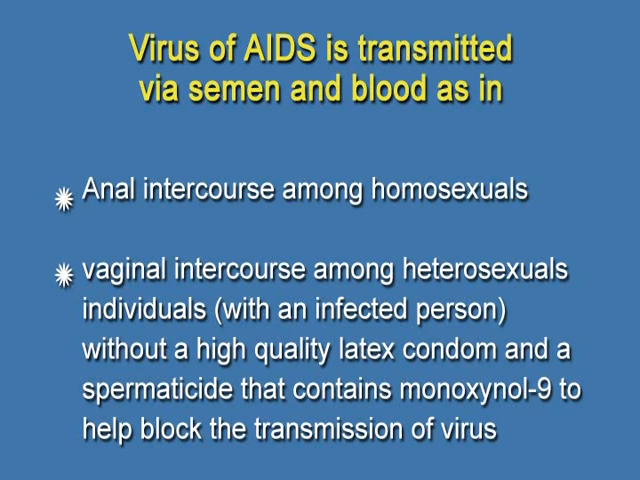 Virus of AIDS is transmitted
via semen and blood as in
Anal intercourse among homosexuals
vaginal intercourse among heterosexuals
individuals (with an infected person)
without a high quality latex condom and a
spermaticide that contains monoxynol-9 to
help block the transmission of virus